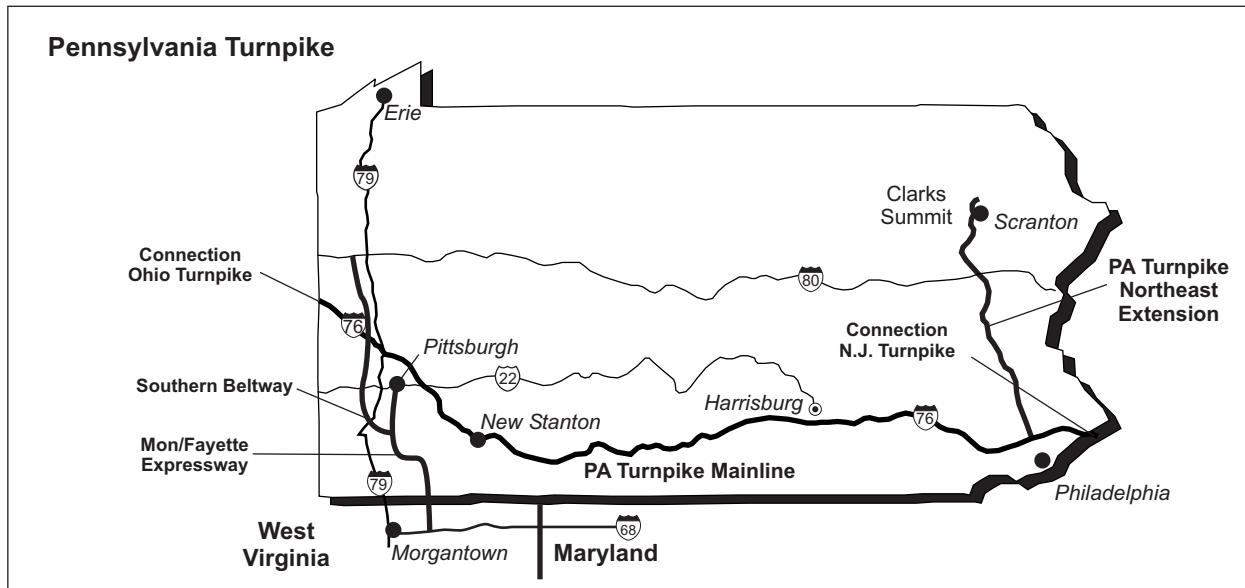 Pennsylvania Turnpike
Erie
79
Clarks
Summit
Scranton
Connection
Ohio Turnpike
80
PA Turnpike
Northeast
Extension
76
Connection
N.J. Turnpike
Pittsburgh
22
Southern Beltway
Harrisburg
76
New Stanton
Mon/Fayette
Expressway
PA Turnpike Mainline
79
Philadelphia
West
Virginia
Morgantown
68
Maryland